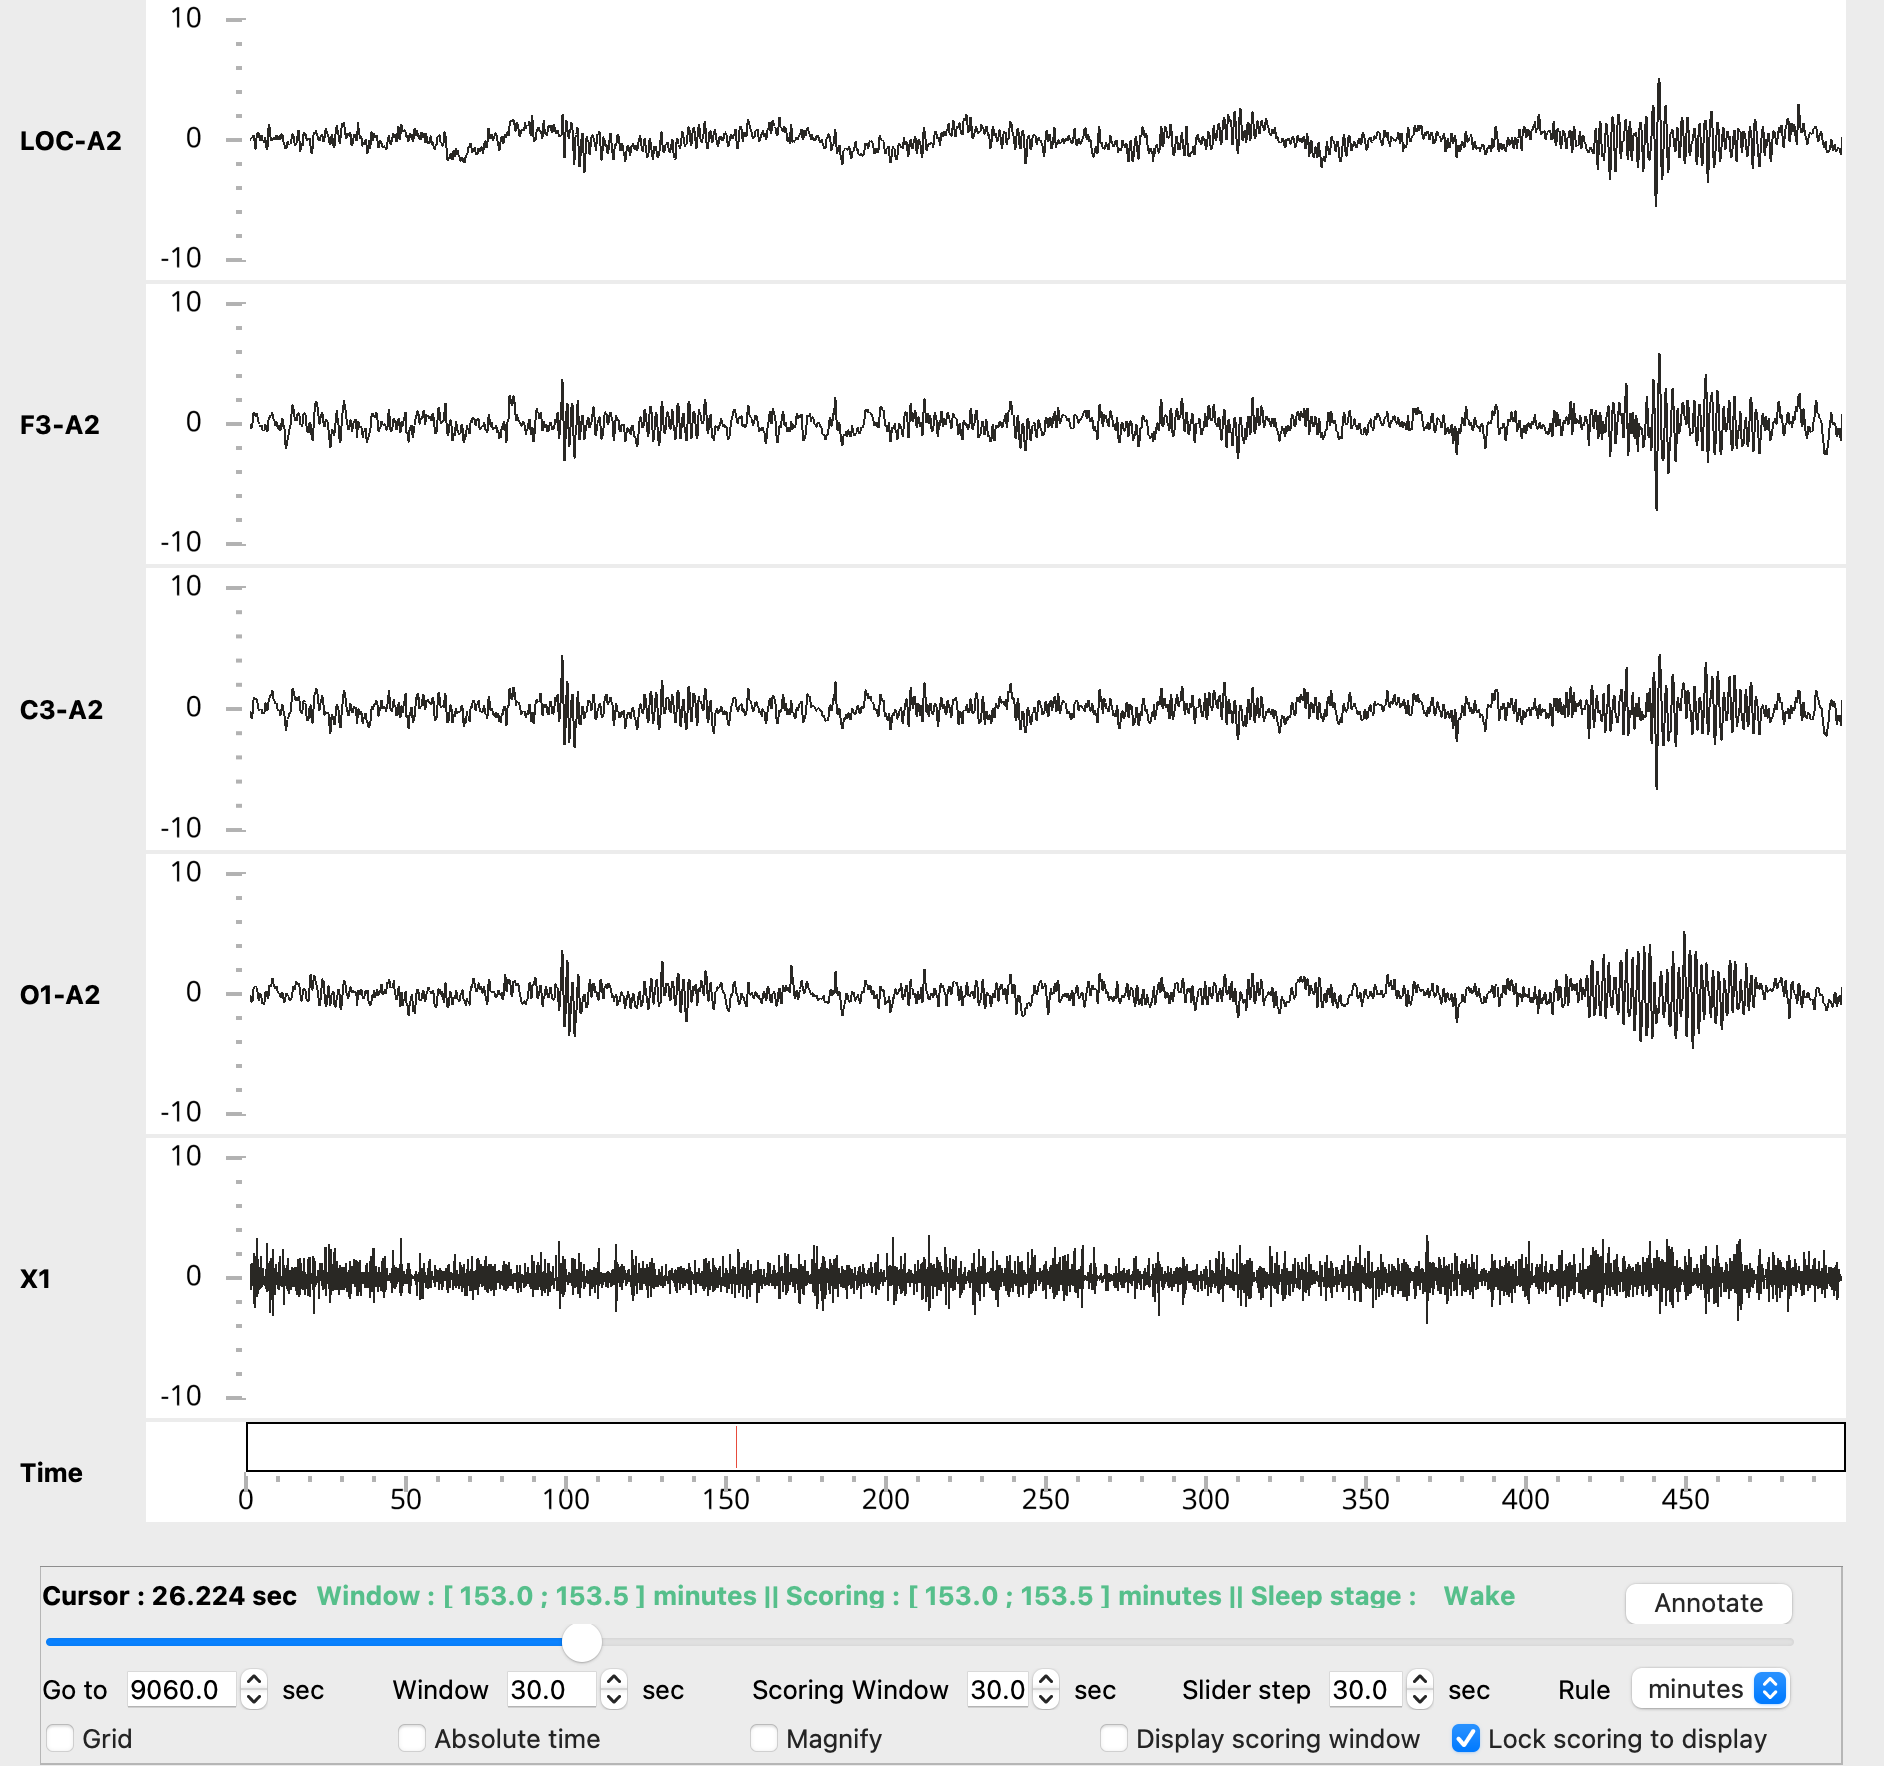 10
LOC-A2 0
-10
10
F3-A2 0
-10
10
C3-A2 0
-10
10
O1-A2 0
-10
10
X1 0
-10
Time
0 50 100 150 200 250 300 350 400 450
Cursor : 26.224 sec Window : [ 153.0 ; 153.5 ] minutes || Scoring : [ 153.0 ; 153.5 ] minutes || Sleep stage : Wake Annotate
Go to 9060.0 sec Window 30.0 sec Scoring Window 30.0 sec Slider step 30.0 sec Rule minutes
Grid Absolute time Magnify Display scoring window Lock scoring to display